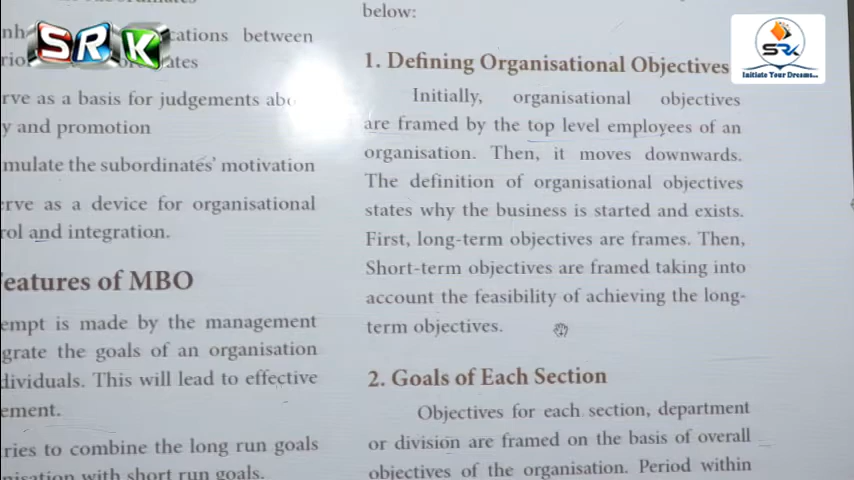 cations between
ates
rve as a basis for judgements
y and promotion
mulate the subordinates' motivation
erve as a device for organisational
rol and integration.
eatures of MBO
empt is made by the management
grate the goals of an organisation
dividuals. This will lead to effective
ement.
ries to combine the long run goals
nisation with short run goals.
below:
1. Defining Organisational Objectives
Initially, organisational objectives
are framed by the top level employees of an
organisation. Then, it moves downwards.
The definition of organisational objectives
states why the business is started and exists.
First, long-term objectives are frames. Then,
Short-term objectives are framed taking into
account the feasibility of achieving the long-
term objectives.
2. Goals of Each Section
Objectives for each section, department
or division are framed on the basis of overall
objectives of the organisation. Period within
SRK
SRK
Initiate Your Dreams...